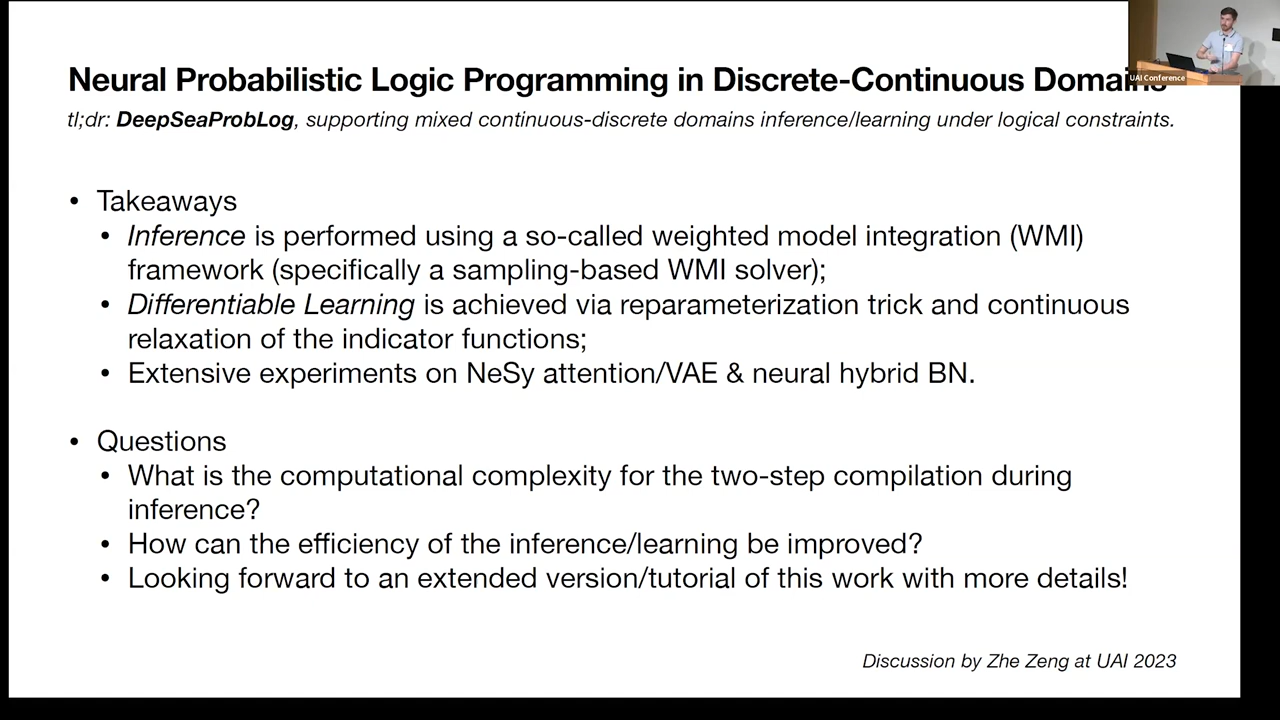 Neural Probabilistic Logic Programming in Discrete-Continuous Domains
UAI Conference
tl;dr: DeepSeaProbLog, supporting mixed continuous-discrete domains inference/learning under logical constraints.
• Takeaways
• Inference is performed using a so-called weighted model integration (WMI)
framework (specifically a sampling-based WMI solver);
• Differentiable Learning is achieved via reparameterization trick and continuous
relaxation of the indicator functions;
• Extensive experiments on NeSy attention/VAE & neural hybrid BN.
• Questions
• What is the computational complexity for the two-step compilation during
inference?
• How can the efficiency of the inference/learning be improved?
• Looking forward to an extended version/tutorial of this work with more details!
Discussion by Zhe Zeng at UAI 2023